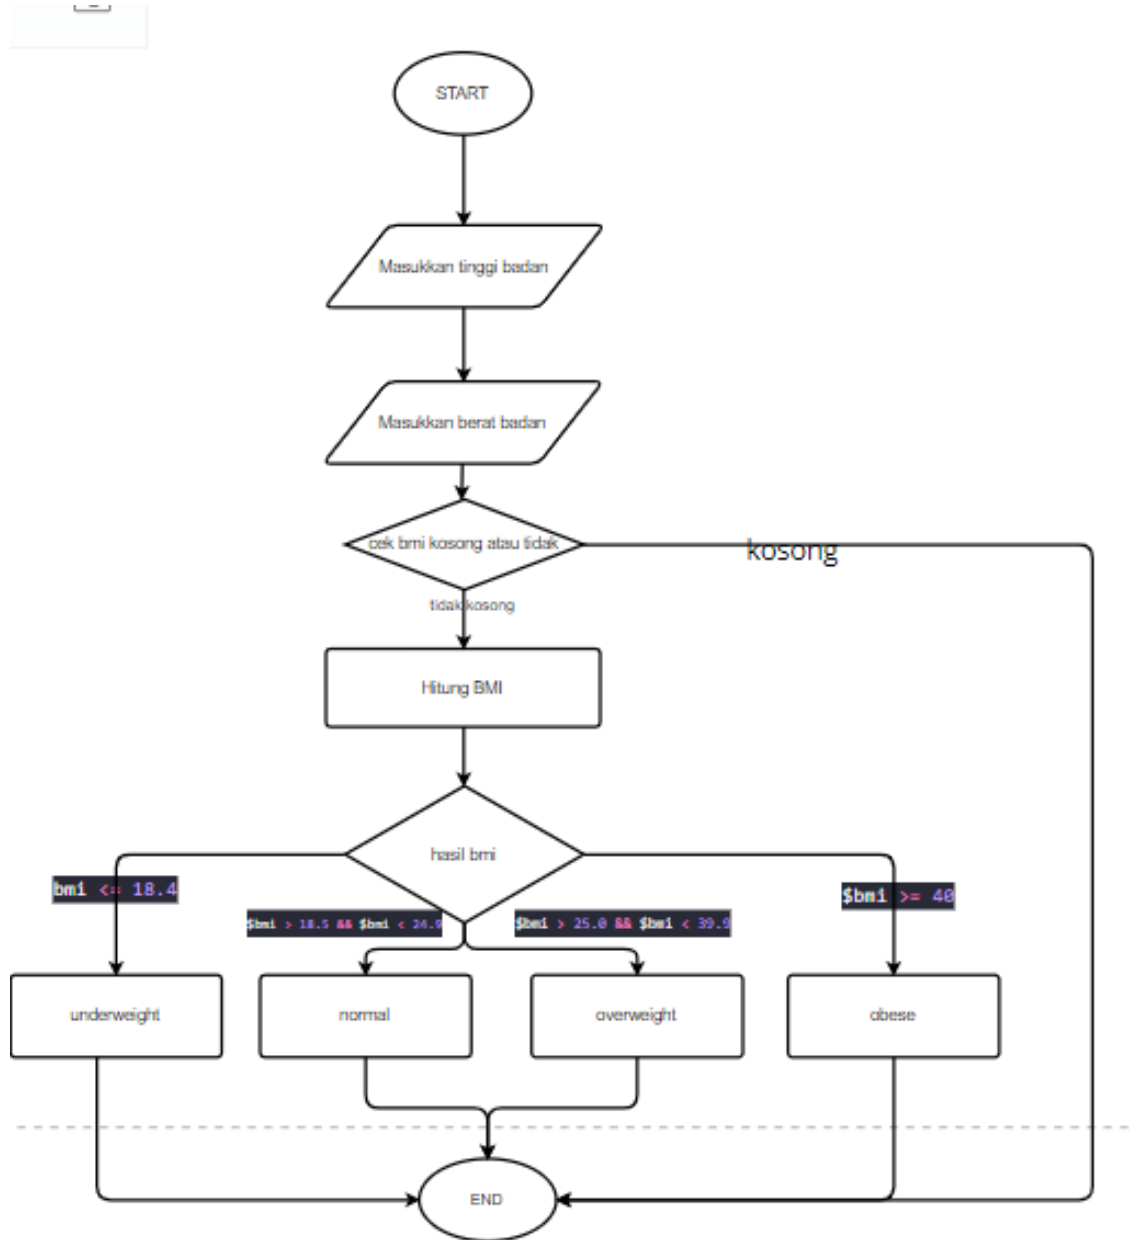 START
Masukkan tinggi badan
Masukkan berat badan
cek bmi kosong atau tidak
kosong
tidak kosong
Hitung BMI
hasil bmi
bmi <= 18.4
$bmi > 18.5 && $bmi < 24.9
$bmi > 25.0 && $bmi < 39.9
$bmi >= 40
underweight
normal
overweight
obese
END